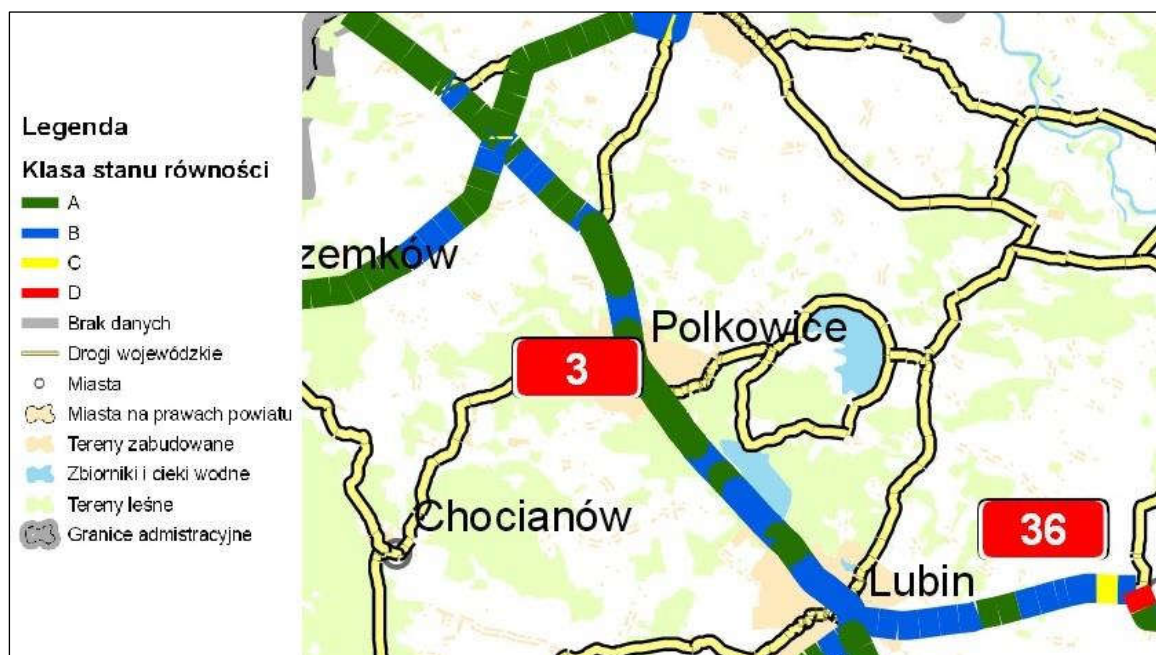 Legenda
Klasa stanu równości
A
B
C
D
Brak danych
Drogi wojewódzkie
Miasta
Miasta na prawach powiatu
Tereny zabudowane
Zbiorniki i cieki wodne
Tereny leśne
Granice admistracyjne
zemków
Polkowice
3
Chocianów
36
Lubin